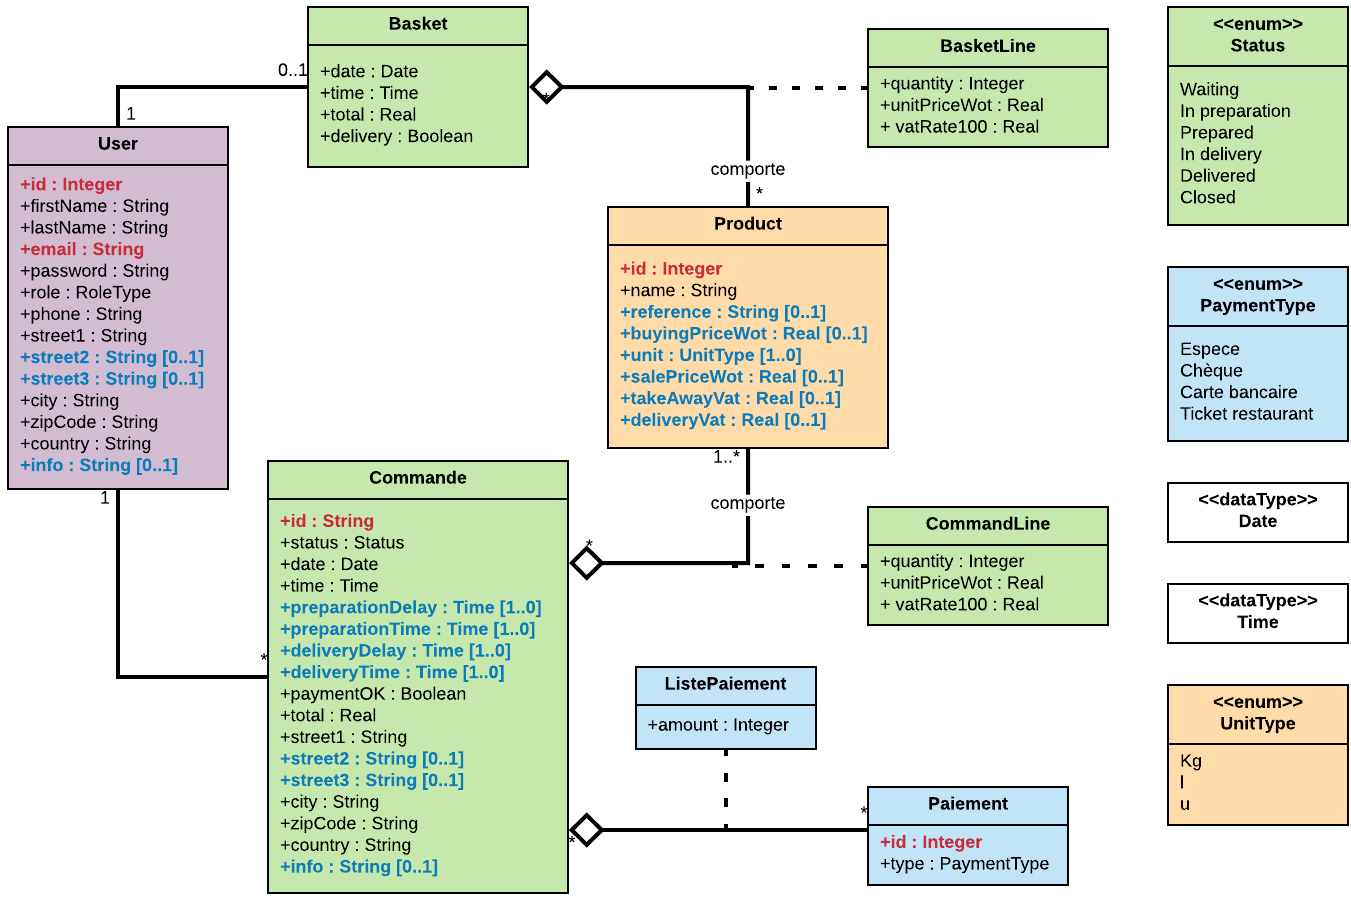 Basket
+date : Date
+time : Time
+total : Real
+delivery : Boolean
0..1
1
*
BasketLine
+quantity : Integer
+unitPriceWot : Real
+ vatRate100 : Real
<<enum>>
Status
Waiting
In preparation
Prepared
In delivery
Delivered
Closed
User
+id : Integer
+firstName : String
+lastName : String
+email : String
+password : String
+role : RoleType
+phone : String
+street1 : String
+street2 : String [0..1]
+street3 : String [0..1]
+city : String
+zipCode : String
+country : String
+info : String [0..1]
1
*
comporte
*
Product
+id : Integer
+name : String
+reference : String [0..1]
+buyingPriceWot : Real [0..1]
+unit : UnitType [1..0]
+salePriceWot : Real [0..1]
+takeAwayVat : Real [0..1]
+deliveryVat : Real [0..1]
1..*
comporte
*
<<enum>>
PaymentType
Espece
Chèque
Carte bancaire
Ticket restaurant
Commande
+id : String
+status : Status
+date : Date
+time : Time
+preparationDelay : Time [1..0]
+preparationTime : Time [1..0]
+deliveryDelay : Time [1..0]
+deliveryTime : Time [1..0]
+paymentOK : Boolean
+total : Real
+street1 : String
+street2 : String [0..1]
+street3 : String [0..1]
+city : String
+zipCode : String
+country : String
+info : String [0..1]
CommandLine
+quantity : Integer
+unitPriceWot : Real
+ vatRate100 : Real
<<dataType>>
Date
<<dataType>>
Time
ListePaiement
+amount : Integer
*
*
Paiement
+id : Integer
+type : PaymentType
<<enum>>
UnitType
Kg
l
u